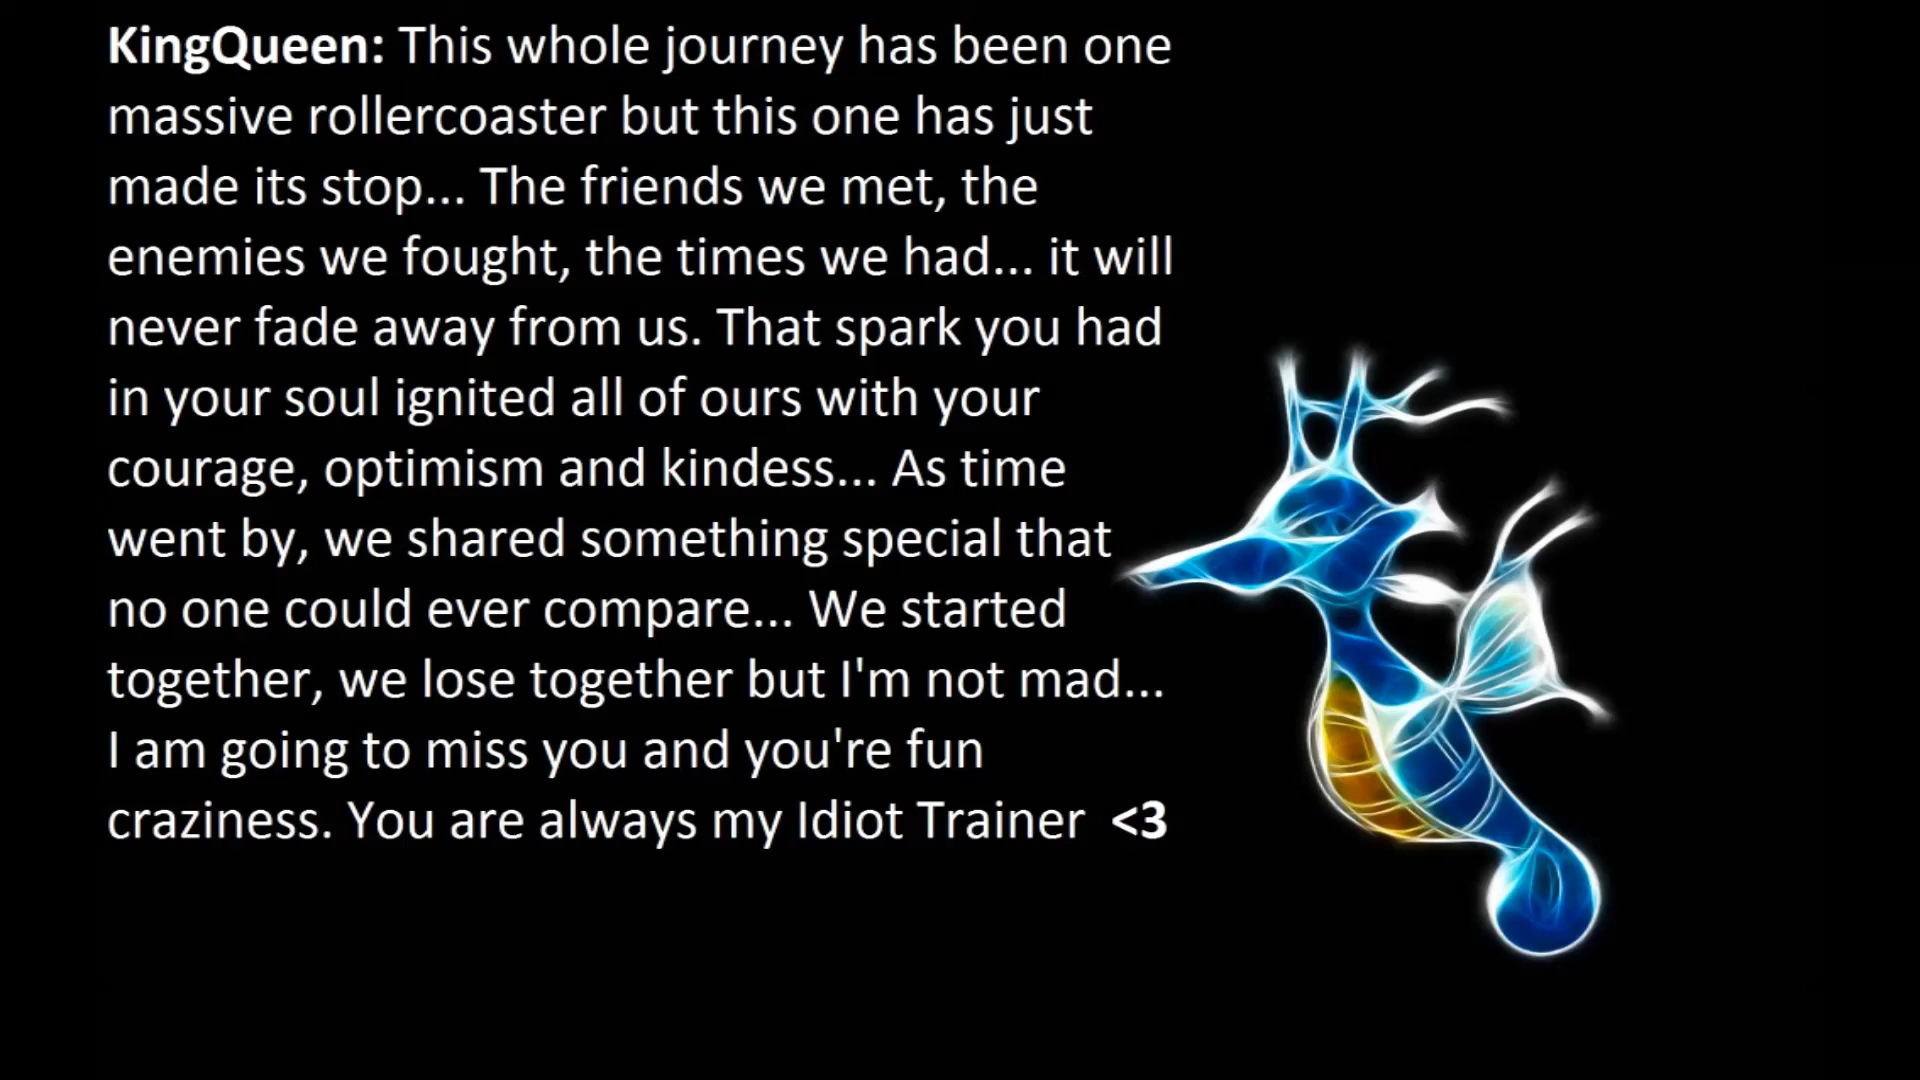 KingQueen: This whole journey has been one
massive rollercoaster but this one has just
made its stop... The friends we met, the
enemies we fought, the times we had... it will
never fade away from us. That spark you had
in your soul ignited all of ours with your
courage, optimism and kindess... As time
went by, we shared something special that
no one could ever compare... We started
together, we lose together but I'm not mad...
I am going to miss you and you're fun
craziness. You are always my Idiot Trainer  <3